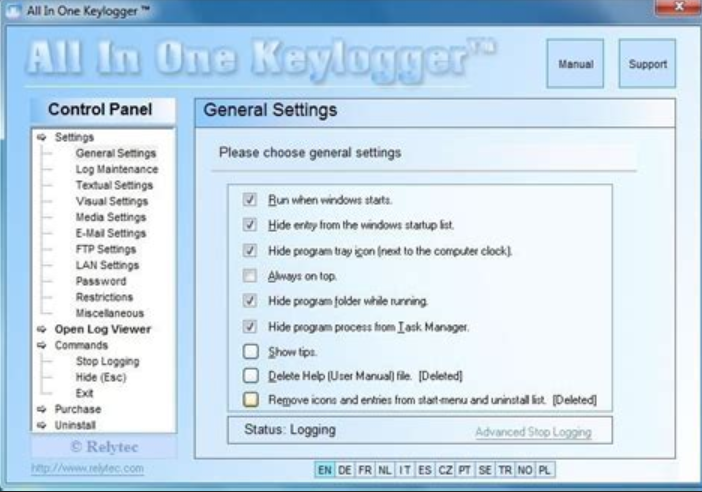 All In One Keylogger ™
All In One Keylogger™
Manual
Support
Control Panel
Settings
General Settings
Log Maintenance
Textual Settings
Visual Settings
Media Settings
E-Mail Settings
FTP Settings
LAN Settings
Password
Restrictions
Miscellaneous
Open Log Viewer
Commands
Stop Logging
Hide (Esc)
Exit
Purchase
Uninstall
© Relytec
http://www.relytec.com
General Settings
Please choose general settings
Run when windows starts.
Hide entry from the windows startup list.
Hide program tray icon (next to the computer clock).
Always on top.
Hide program folder while running.
Hide program process from Task Manager.
Show tips.
Delete Help (User Manual) file. [Deleted]
Remove icons and entries from start-menu and uninstall list. [Deleted]
Status: Logging
Advanced Stop Logging
EN DE FR NL IT ES CZ PT SE TR NO PL